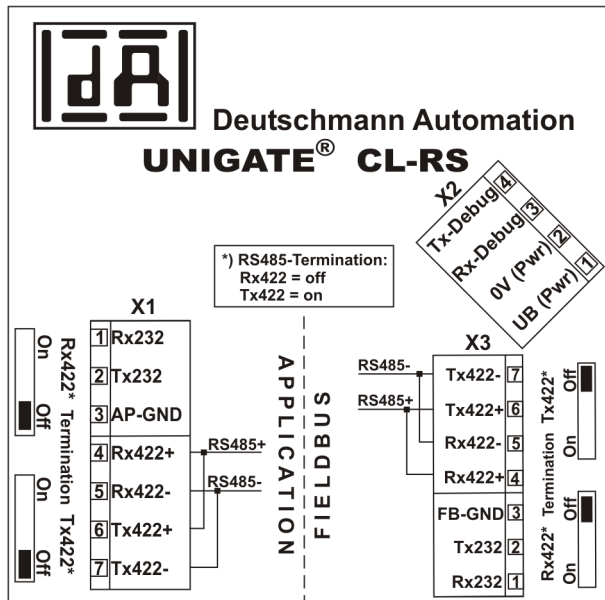 dA
Deutschmann Automation
UNIGATE® CL-RS
X2
Tx-Debug 4
Rx-Debug 3
0V (Pwr) 2
UB (Pwr) 1
*) RS485-Termination:
Rx422 = off
Tx422 = on
X1
1 Rx232
2 Tx232
3 AP-GND
4 Rx422+
5 Rx422-
6 Tx422+
7 Tx422-
RS485+
RS485-
On
Off
Rx422* Termination Tx422*
On
Off
APPLICATION
FIELDBUS
X3
RS485-
RS485+
Tx422- 7
Tx422+ 6
Rx422- 5
Rx422+ 4
FB-GND 3
Tx232 2
Rx232 1
Off
On
Rx422* Termination Tx422*
Off
On